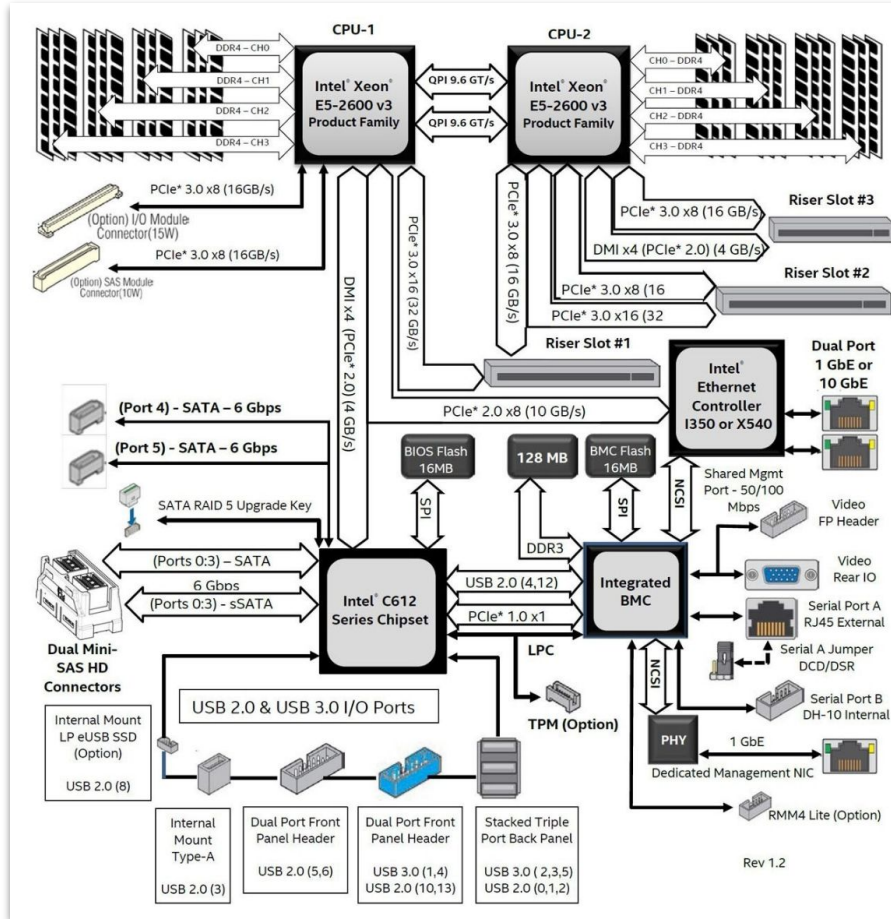 CPU-1
CPU-2
DDR4 – CH0
DDR4 – CH1
DDR4 – CH2
DDR4 – CH3
Intel® Xeon®
E5-2600 v3
Product Family
QPI 9.6 GT/s
QPI 9.6 GT/s
Intel® Xeon®
E5-2600 v3
Product Family
CH0 – DDR4
CH1 – DDR4
CH2 – DDR4
CH3 – DDR4
PCIe* 3.0 x8 (16GB/s)
(Option) I/O Module
Connector(15W)
PCIe* 3.0 x8 (16GB/s)
(Option) SAS Module
Connector(10W)
DMI x4 (PCIe* 2.0) (4 GB/s)
PCIe* 3.0 x16 (32 GB/s)
PCIe* 3.0 x8 (16 GB/s)
PCIe* 3.0 x8 (16 GB/s)
Riser Slot #3
DMI x4 (PCIe* 2.0) (4 GB/s)
Riser Slot #2
PCIe* 3.0 x8 (16
PCIe* 3.0 x16 (32
Riser Slot #1
PCIe* 2.0 x8 (10 GB/s)
Intel®
Ethernet
Controller
I350 or X540
Dual Port
1 GbE or
10 GbE
(Port 4) - SATA – 6 Gbps
(Port 5) - SATA – 6 Gbps
SATA RAID 5 Upgrade Key
BIOS Flash
16MB
128 MB
BMC Flash
16MB
SPI
DDR3
SPI
NCSI
Shared Mgmt
Port - 50/100
Mbps
Video
FP Header
(Ports 0:3) – SATA
6 Gbps
(Ports 0:3) - sSATA
Dual Mini-
SAS HD
Connectors
Intel® C612
Series Chipset
USB 2.0 (4,12)
PCIe* 1.0 x1
LPC
Integrated
BMC
Video
Rear IO
Serial Port A
RJ45 External
Serial A Jumper
DCD/DSR
Serial Port B
DH-10 Internal
NCSI
TPM (Option)
PHY
1 GbE
Dedicated Management NIC
RMM4 Lite (Option)
USB 2.0 & USB 3.0 I/O Ports
Internal Mount
LP eUSB SSD
(Option)
USB 2.0 (8)
Internal
Mount
Type-A
USB 2.0 (3)
Dual Port Front
Panel Header
USB 2.0 (5,6)
Dual Port Front
Panel Header
USB 3.0 (1,4)
USB 2.0 (10,13)
Stacked Triple
Port Back Panel
USB 3.0 ( 2,3,5)
USB 2.0 (0,1,2)
Rev 1.2